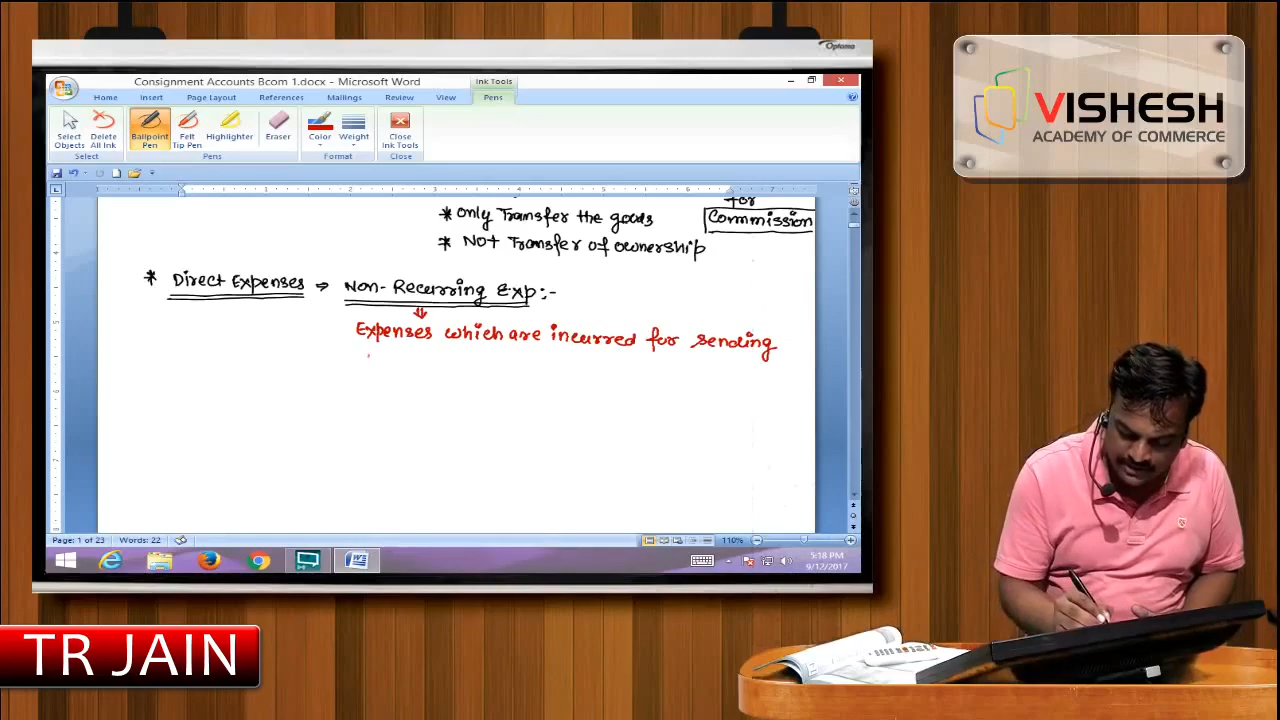 Optoma
Consignment Accounts Bcom 1.docx - Microsoft Word
Ink Tools
Home Insert Page Layout References Mailings Review View Pens
Select Objects
Delete All Ink
Ballpoint Pen
Felt Tip Pen
Highlighter
Eraser
Color
Weight
Close Ink Tools
Select Pens Format Close
for
* Only Transfer the goods Commission
* Not Transfer of ownership
* Direct Expenses ⇒ Non-Recurring Exp:-
⇓
Expenses which are incurred for sending
Page: 1 of 23 Words: 22 110%
5:18 PM
9/12/2017
VISHESH
ACADEMY OF COMMERCE
TR JAIN